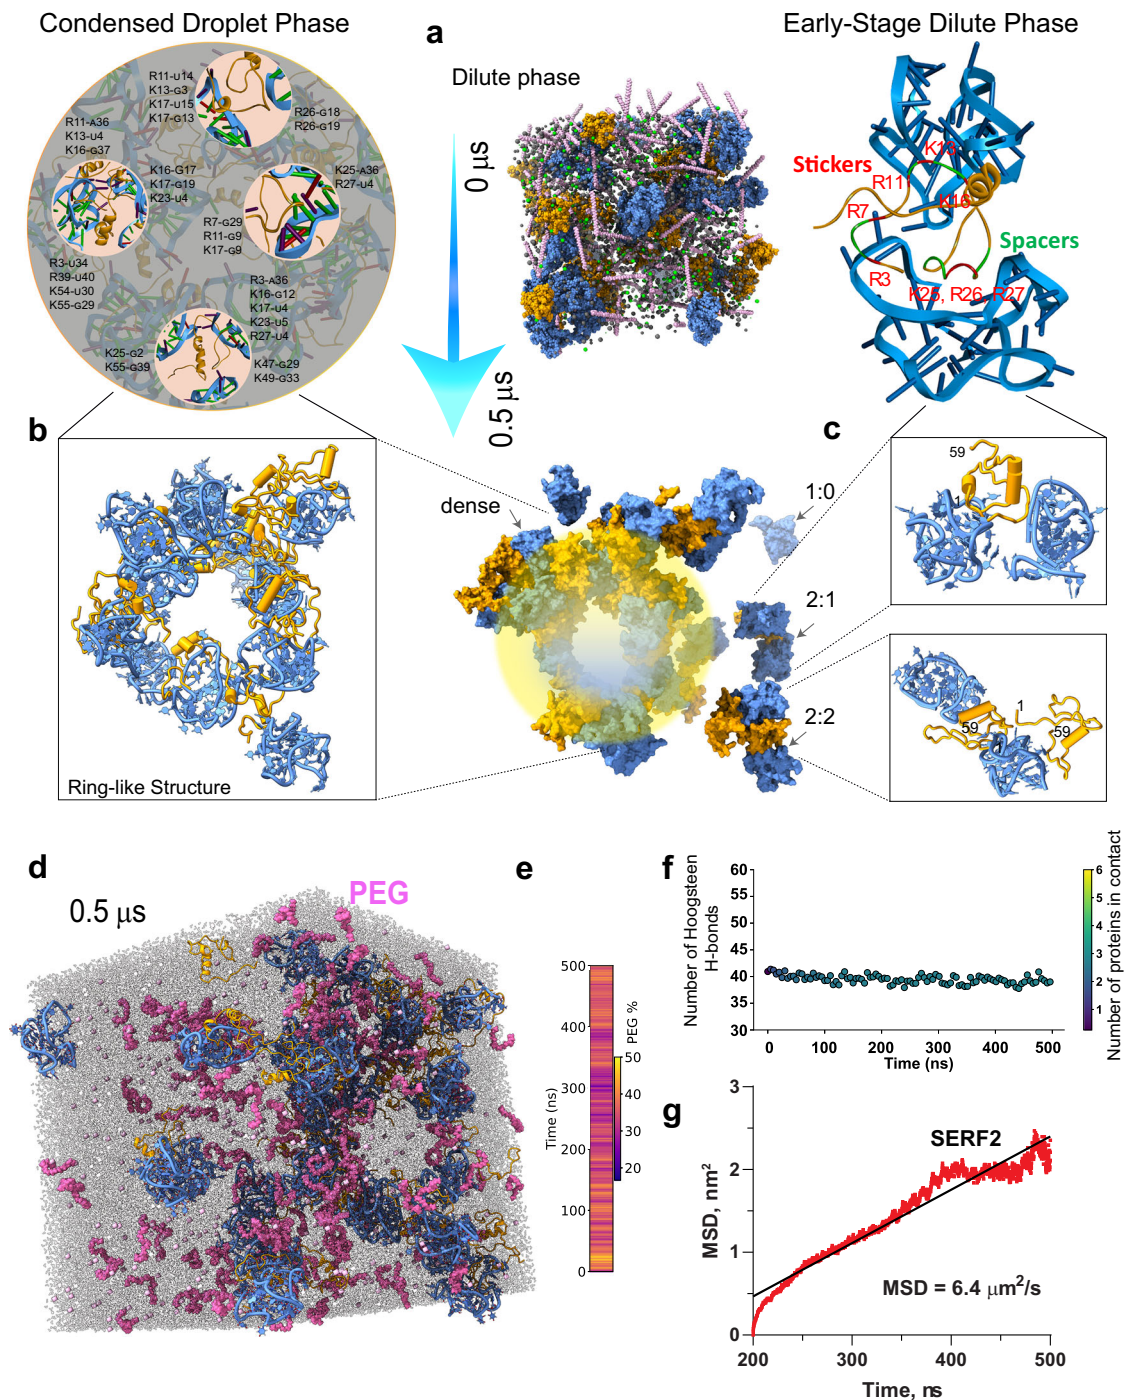 Condensed Droplet Phase
a
Early-Stage Dilute Phase
Dilute phase
0 μs
0.5 μs
R11-U14
K13-G3
K17-U15
K17-G13
R26-G18
R26-G19
R11-A36
K13-U4
K16-G37
K16-G17
K17-G19
K23-U4
K25-A36
R27-U4
R7-G29
R11-G9
K17-G9
R3-U34
R39-U40
K54-U30
K55-G29
R3-A36
K16-G12
K17-U4
K23-U5
R27-U4
K25-G2
K55-G39
K47-G29
K49-G33
Stickers
R11
K16
R7
Spacers
R3
K25, R26, R27
b
Ring-like Structure
dense
1:0
2:1
2:2
c
59
1
1
59
59
1
d
0.5 μs
PEG
e
500
400
300
200
100
0
Time (ns)
PEG %
50
40
30
20
f
Number of Hoogsteen
H-bonds
60
55
50
45
40
35
30
0 100 200 300 400 500
Time (ns)
Number of proteins in contact
6
5
4
3
2
1
g
MSD, nm²
3
2
1
0
SERF2
MSD = 6.4 μm²/s
200 300 400 500
Time, ns